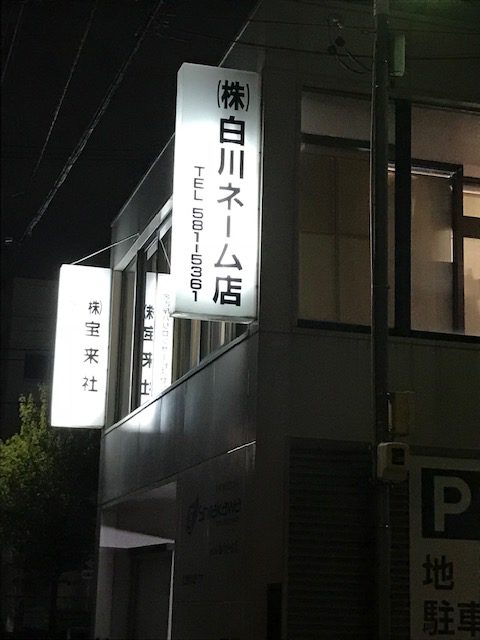 (株)白川ネーム店
TEL 581-5361
(株)宝来社
P
地
駐車